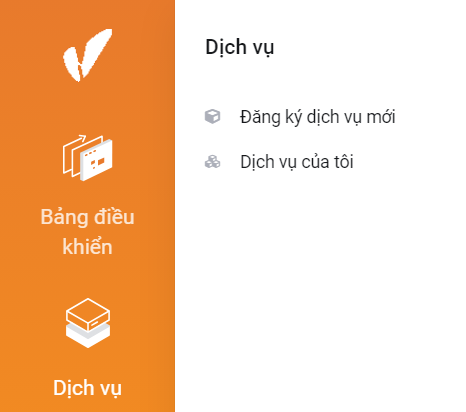 Bảng điều
khiển
Dịch vụ
Dịch vụ
Đăng ký dịch vụ mới
Dịch vụ của tôi